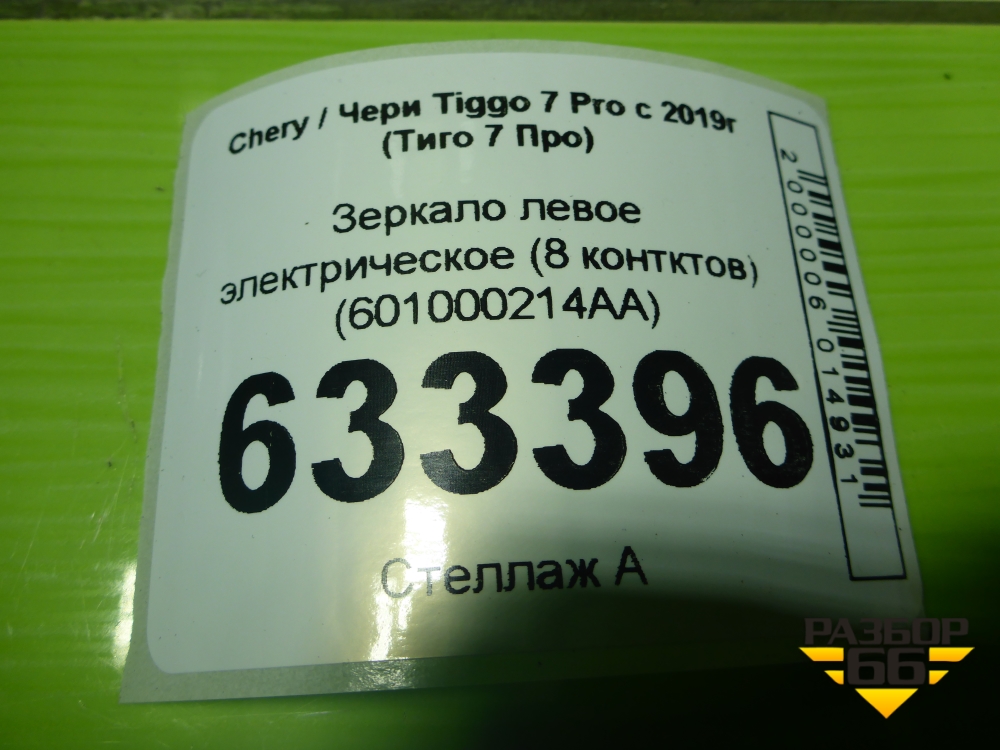 Chery / Чери Tiggo 7 Pro с 2019г
(Тиго 7 Про)
Зеркало левое
электрическое (8 контктов)
(601000214AA)
633396
Стеллаж А
2000006014931
РАЗБОР
66